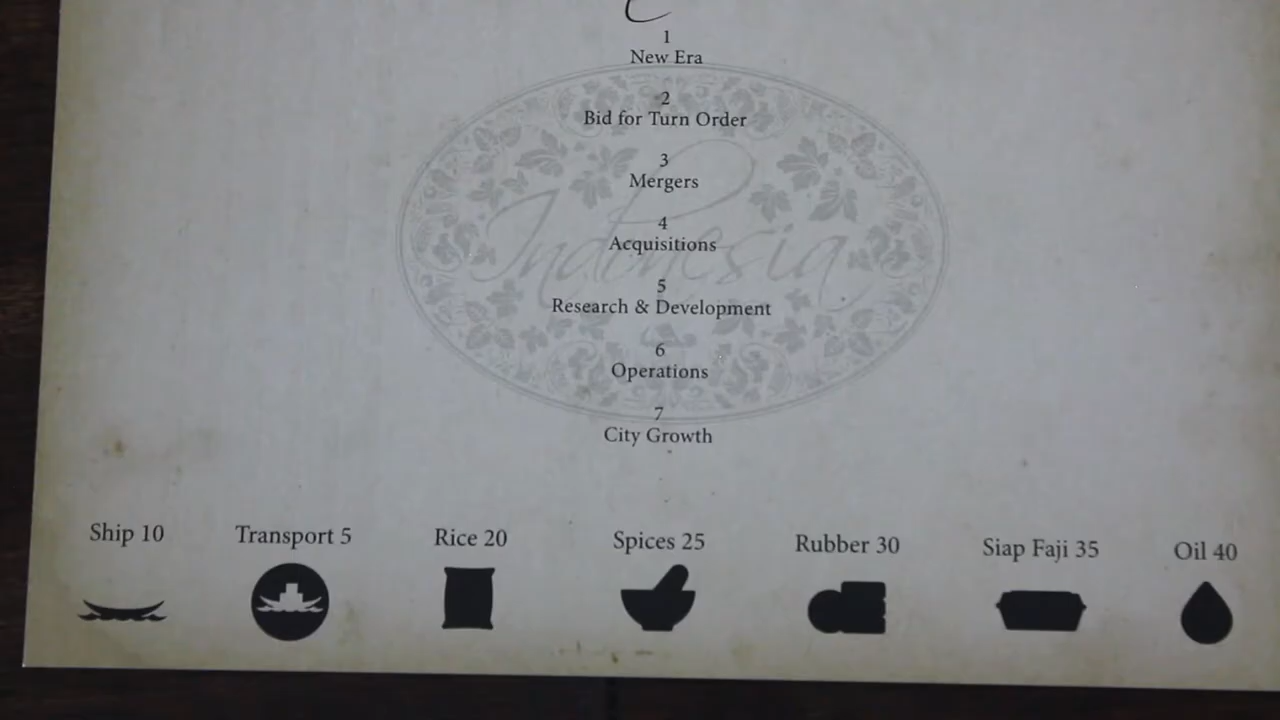 1
New Era
2
Bid for Turn Order
3
Mergers
4
Acquisitions
Indonesia
5
Research & Development
6
Operations
7
City Growth
Ship 10
Transport 5
Rice 20
Spices 25
Rubber 30
Siap Faji 35
Oil 40